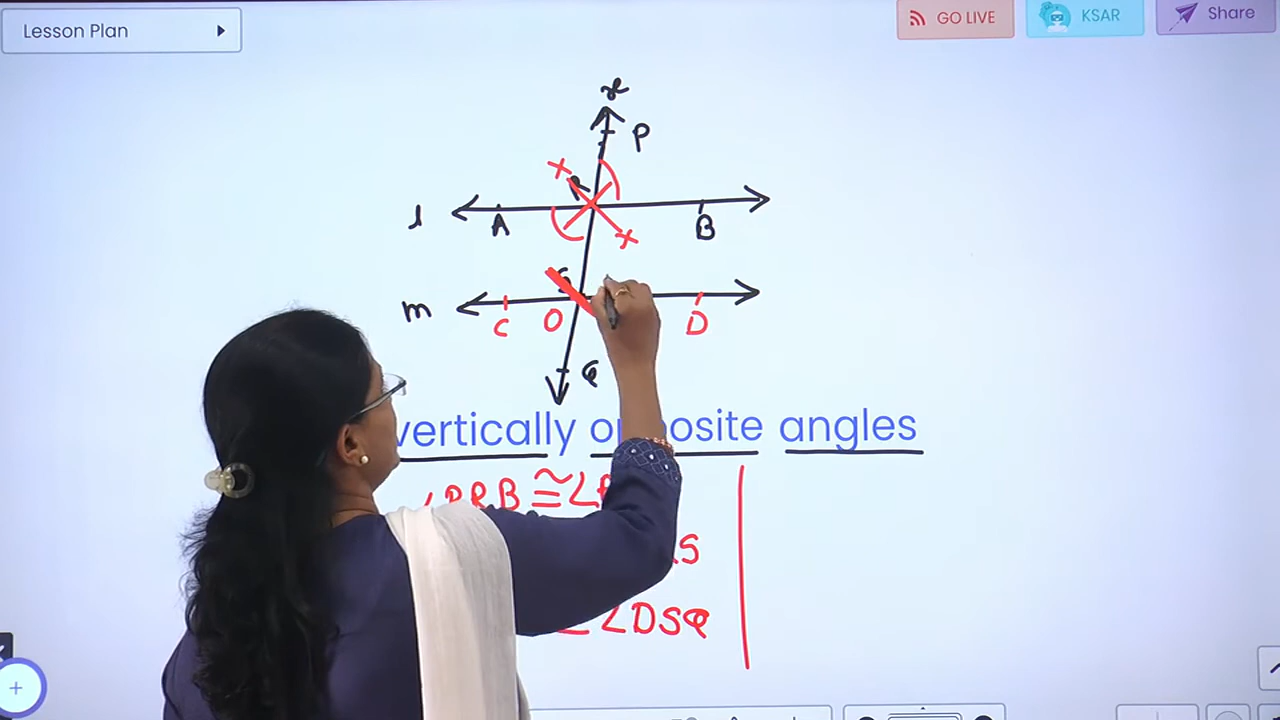 Lesson Plan
GO LIVE
KSAR
Share
P
R
l A B
S
m C O D
Q
vertically opposite angles
∠PRB ≅ ∠
S
∠DSQ